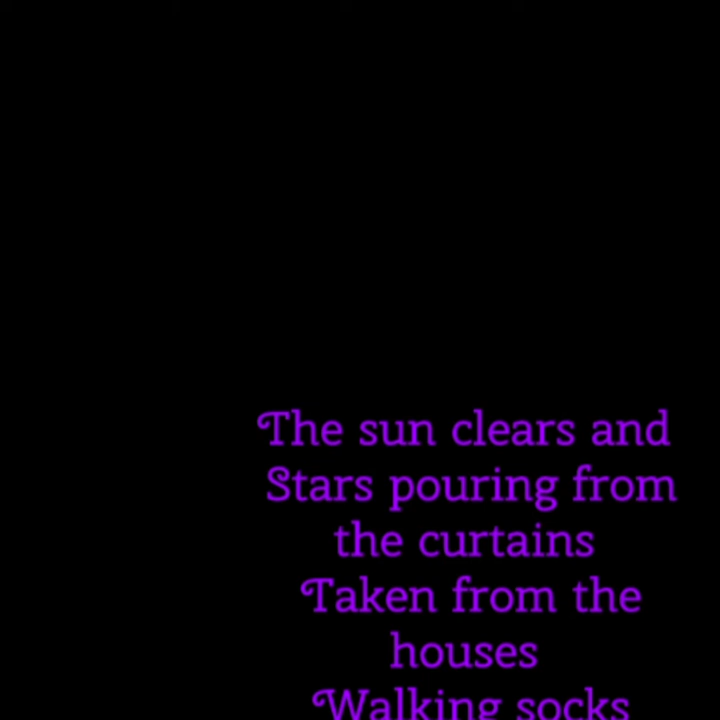 The sun clears and
Stars pouring from
the curtains
Taken from the
houses
Walking socks